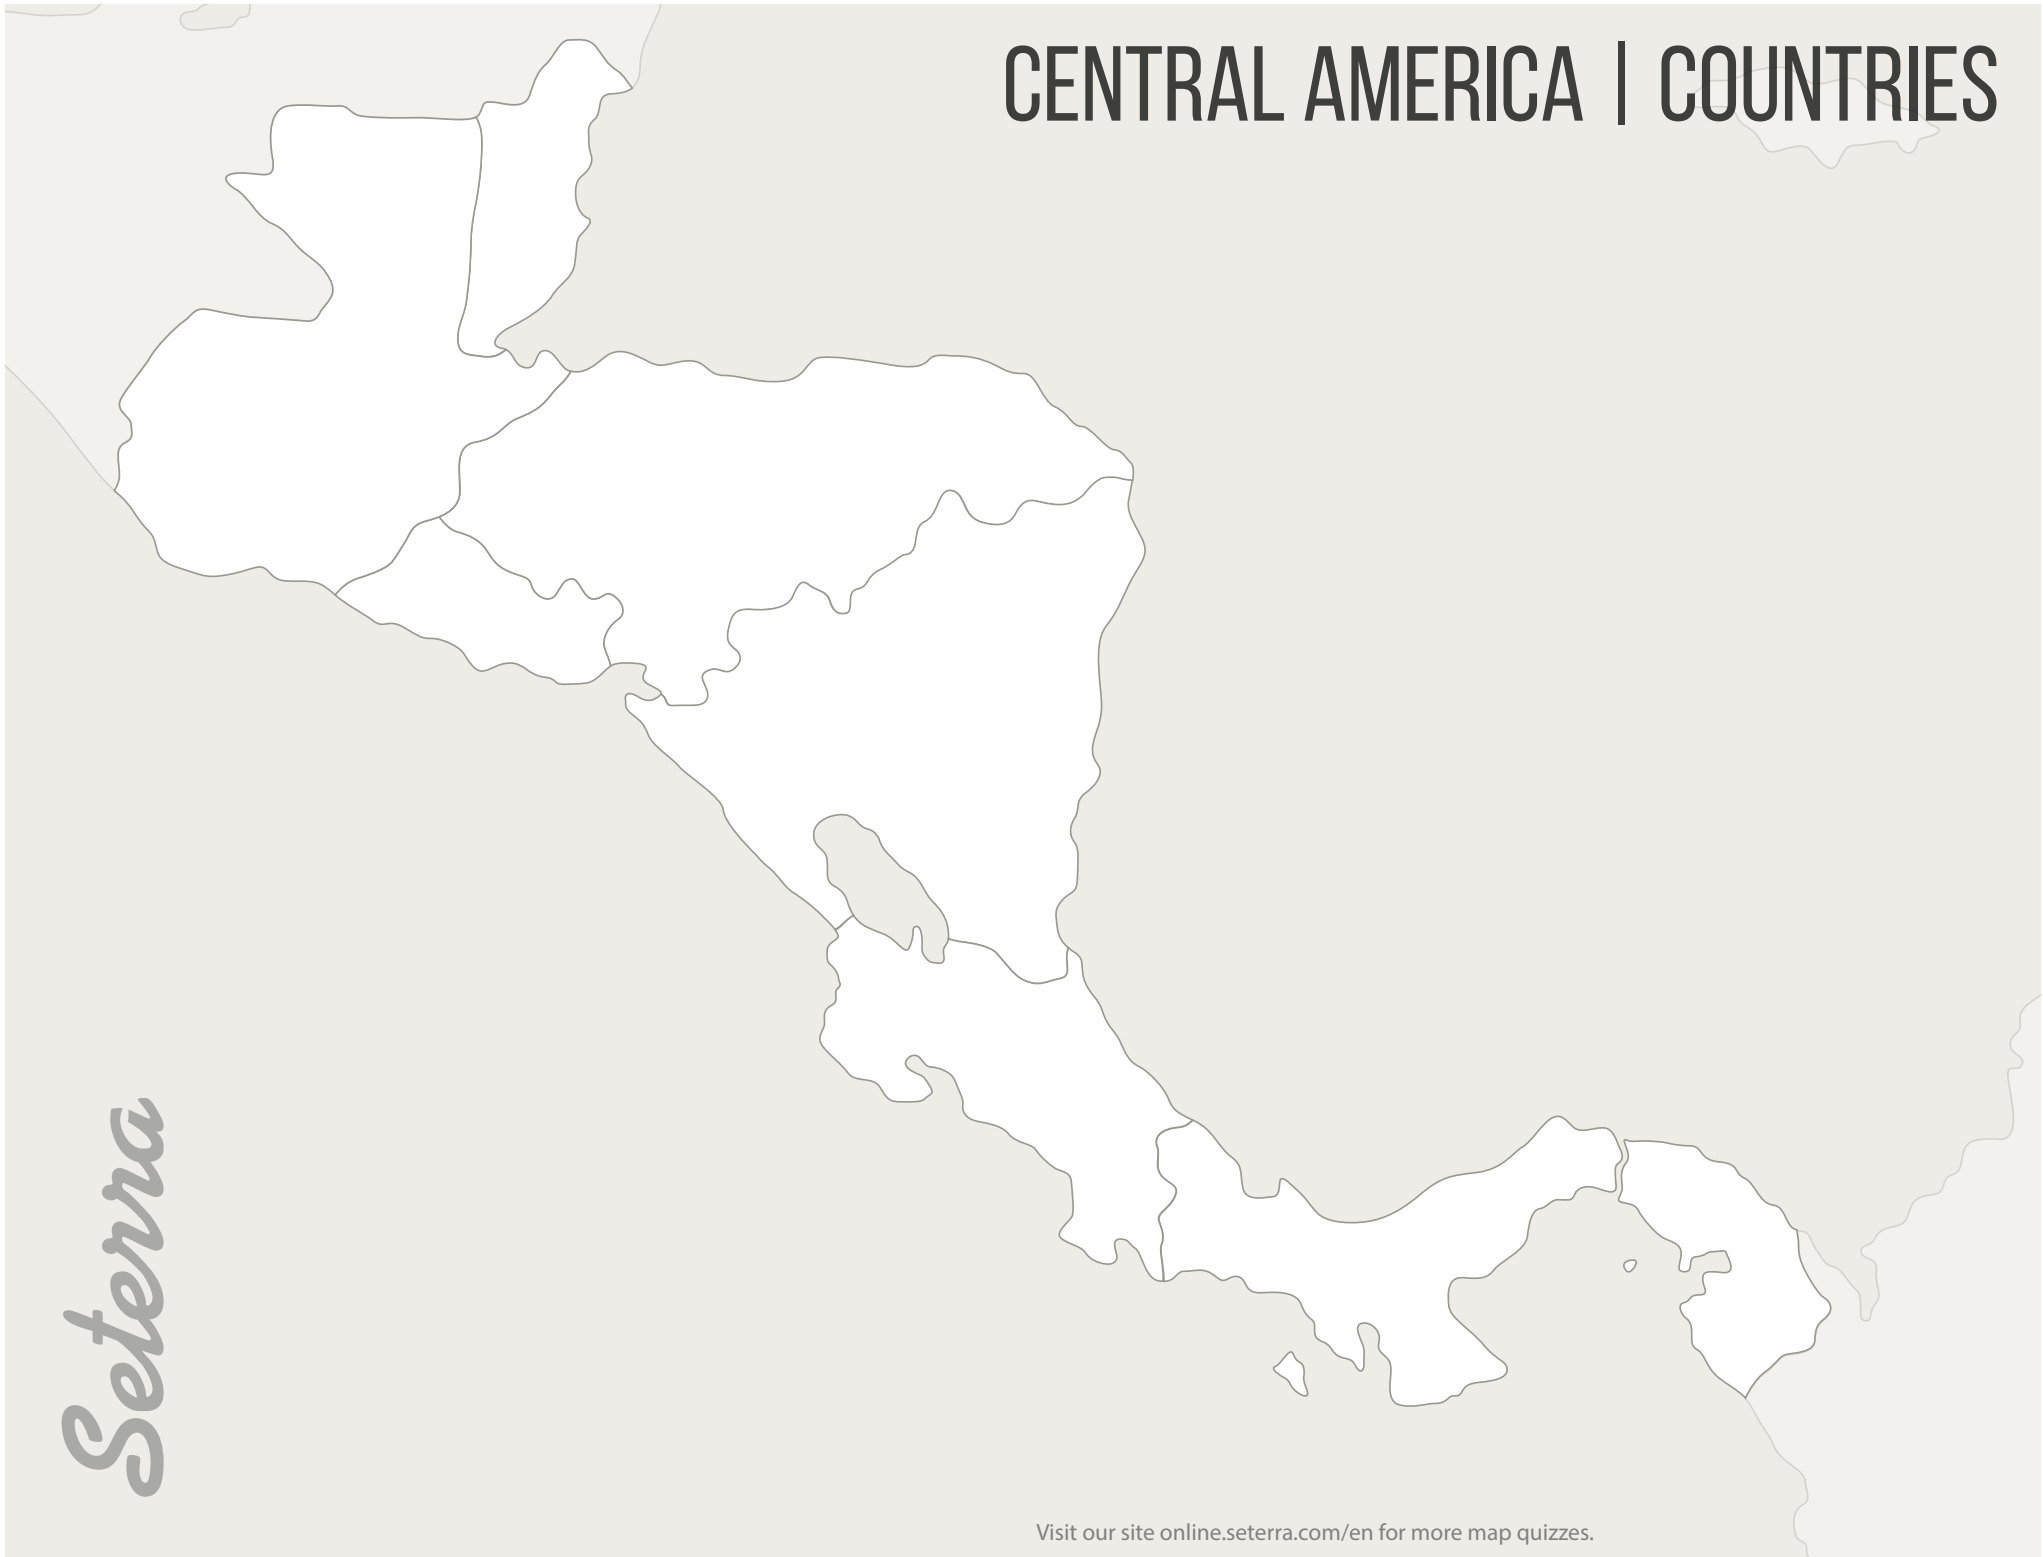 CENTRAL AMERICA | COUNTRIES
Seterra
Visit our site online.seterra.com/en for more map quizzes.